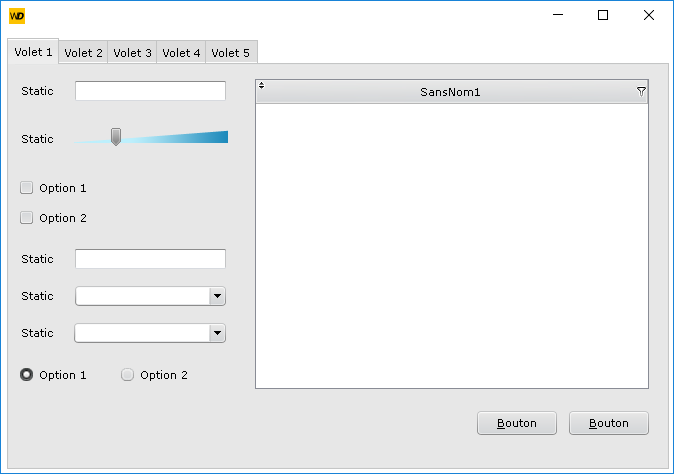 WD
Volet 1 Volet 2 Volet 3 Volet 4 Volet 5
Static
SansNom1
Static
Option 1
Option 2
Static
Static
Static
Option 1 Option 2
Bouton Bouton